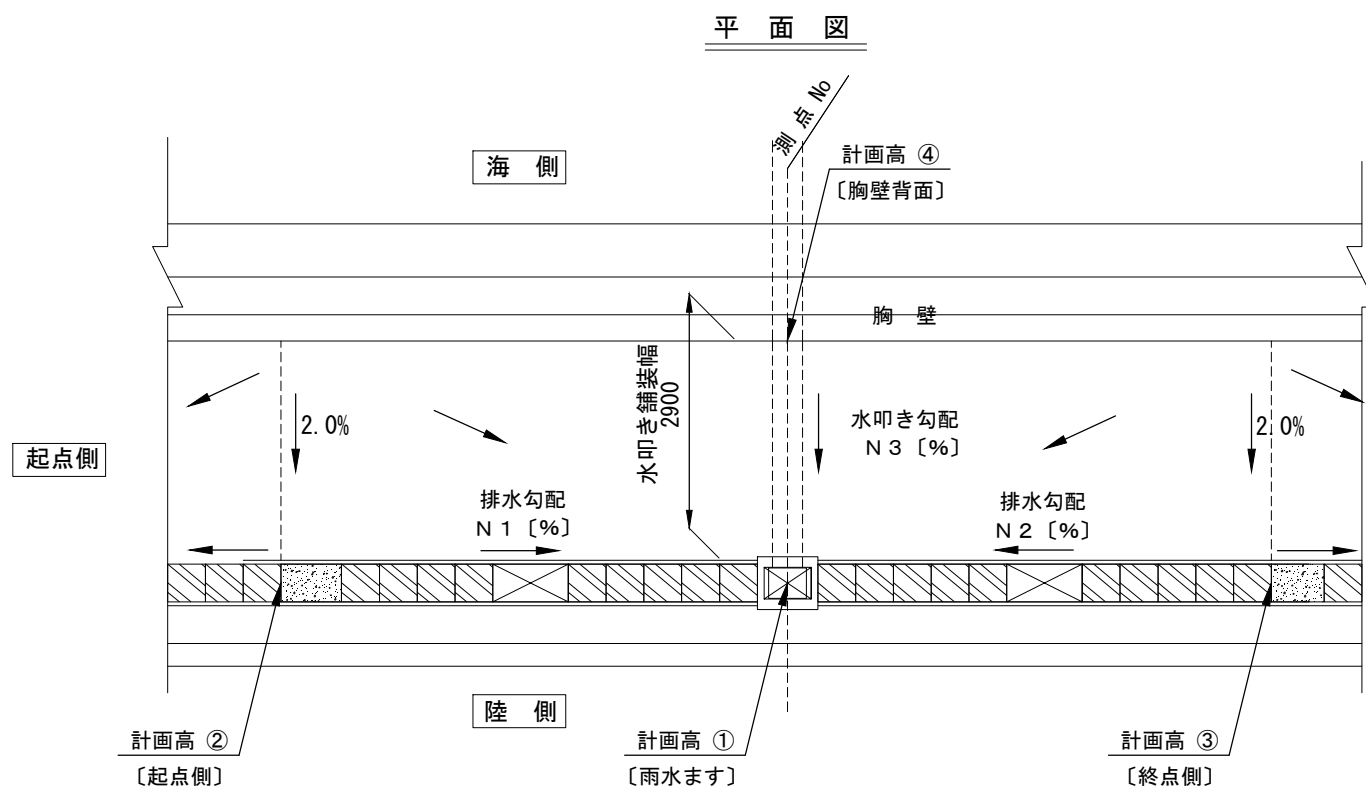 平 面 図
測 点 No
海 側
計画高 ④
〔胸壁背面〕
胸 壁
水叩き舗装幅
2900
2.0%
水叩き勾配
N3〔%〕
2.0%
起点側
排水勾配
N1〔%〕
排水勾配
N2〔%〕
陸 側
計画高 ②
〔起点側〕
計画高 ①
〔雨水ます〕
計画高 ③
〔終点側〕